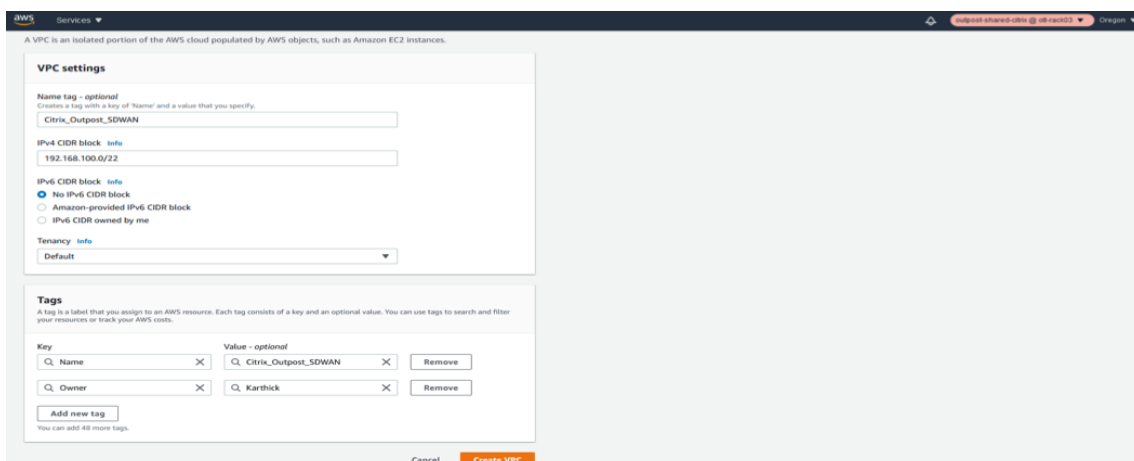 aws Services ▼ outpost-shared-citrix @ otl-rack03 ▼ Oregon ▼
A VPC is an isolated portion of the AWS cloud populated by AWS objects, such as Amazon EC2 instances.
VPC settings
Name tag - optional
Creates a tag with a key of 'Name' and a value that you specify.
Citrix_Outpost_SDWAN
IPv4 CIDR block Info
192.168.100.0/22
IPv6 CIDR block Info
No IPv6 CIDR block
Amazon-provided IPv6 CIDR block
IPv6 CIDR owned by me
Tenancy Info
Default
Tags
A tag is a label that you assign to an AWS resource. Each tag consists of a key and an optional value. You can use tags to search and filter
your resources or track your AWS costs.
Key Value - optional
Name Citrix_Outpost_SDWAN Remove
Owner Karthick Remove
Add new tag
You can add 48 more tags.
Cancel Create VPC